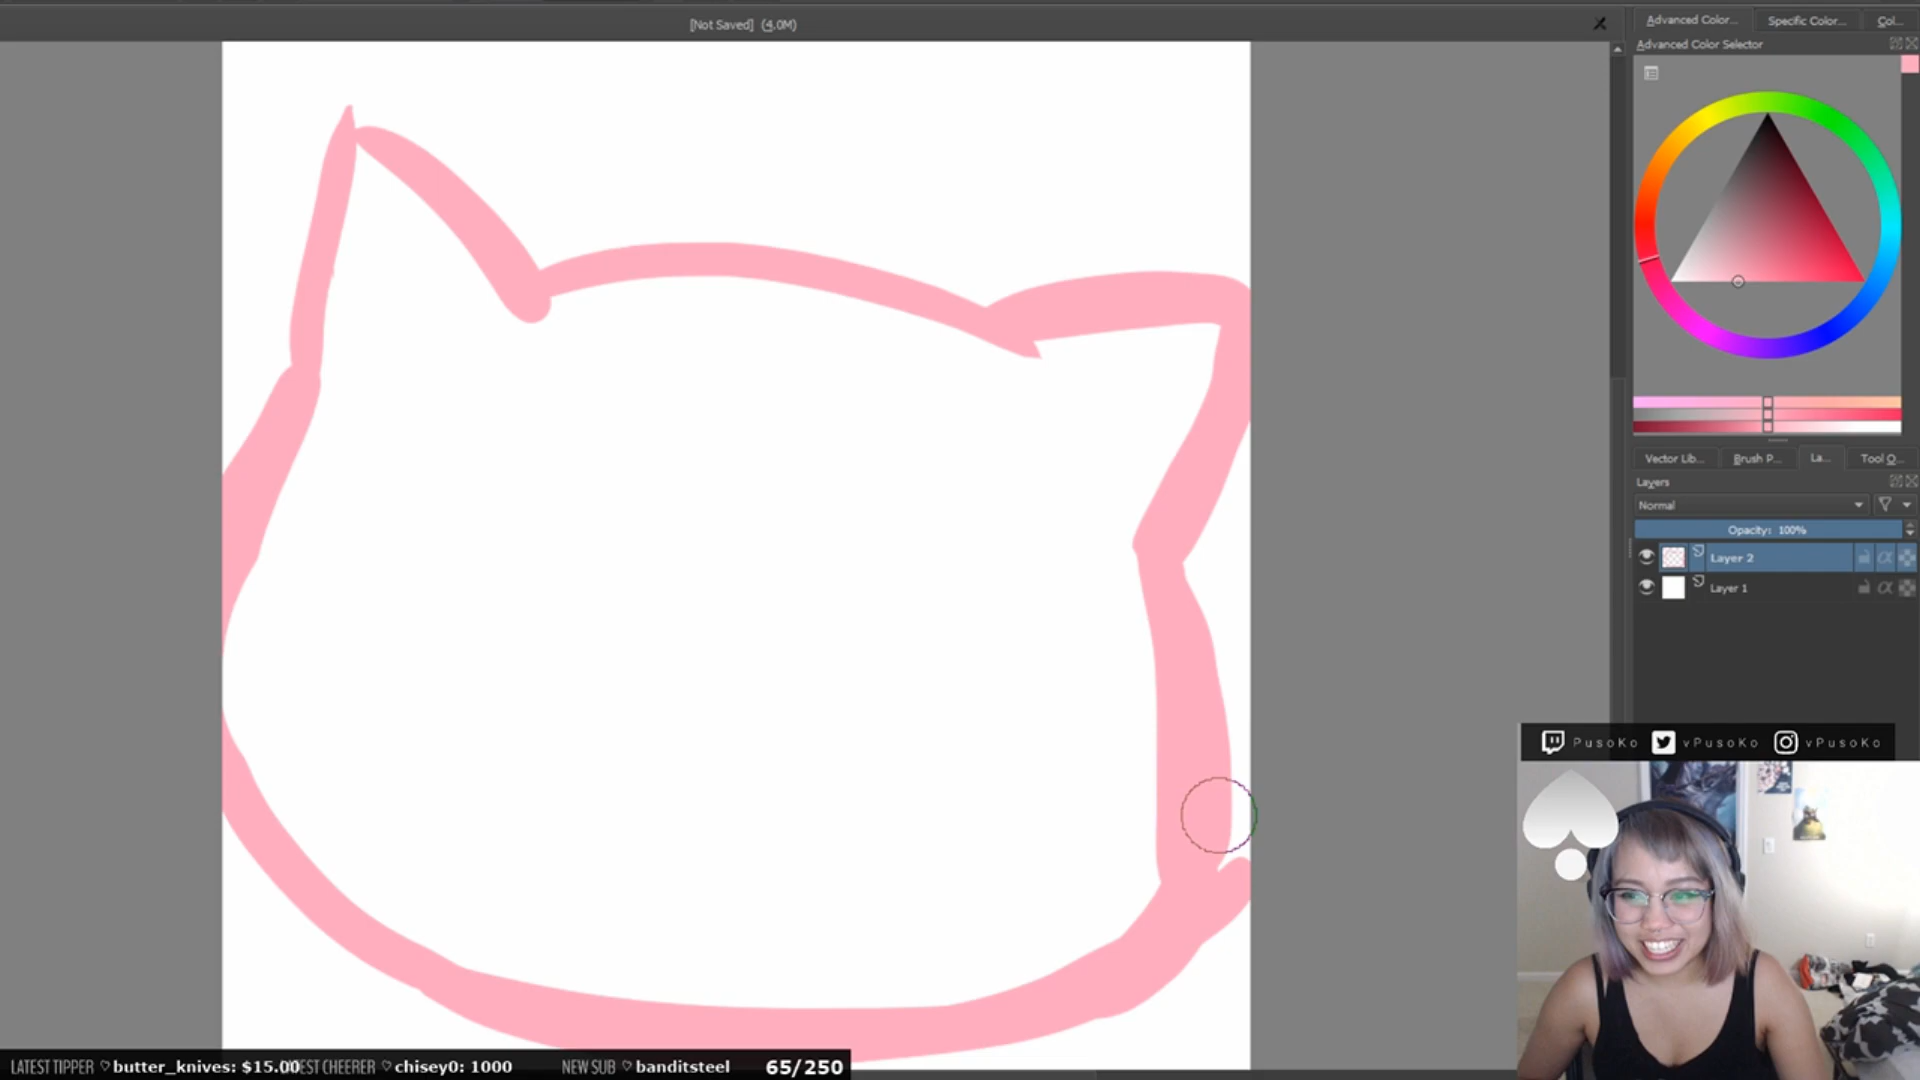 [Not Saved] (4.0M)
Advanced Color... Specific Color... Col...
Advanced Color Selector
Vector Lib... Brush P... La... Tool O...
Layers
Normal
Opacity: 100%
Layer 2
Layer 1
PusoKo vPusoKo vPusoKo
LATEST TIPPER ♡ butter_knives: $15.00 EST CHEERER ♡ chisey0: 1000 NEW SUB ♡ banditsteel 65/250